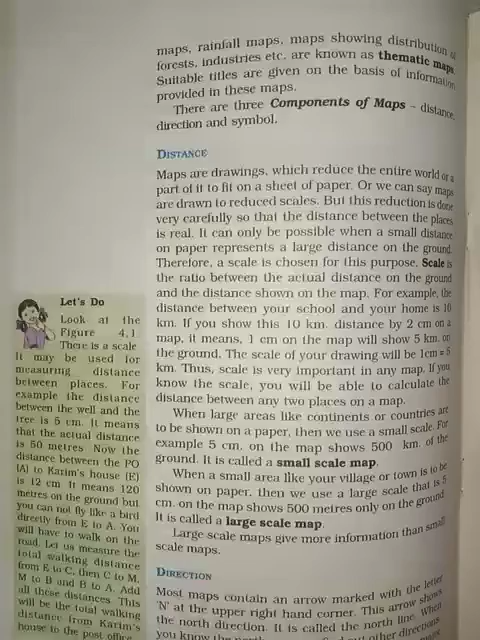 maps, rainfall maps, maps showing distribution of
forests, industries etc. are known as thematic maps.
Suitable titles are given on the basis of information
provided in these maps.
There are three Components of Maps – distance,
direction and symbol.
DISTANCE
Maps are drawings, which reduce the entire world or a
part of it to fit on a sheet of paper. Or we can say maps
are drawn to reduced scales. But this reduction is done
very carefully so that the distance between the places
is real. It can only be possible when a small distance
on paper represents a large distance on the ground.
Therefore, a scale is chosen for this purpose. Scale is
the ratio between the actual distance on the ground
and the distance shown on the map. For example, the
distance between your school and your home is 10
km. If you show this 10 km. distance by 2 cm on a
map, it means, 1 cm on the map will show 5 km. on
the ground. The scale of your drawing will be 1cm = 5
km. Thus, scale is very important in any map. If you
know the scale, you will be able to calculate the
distance between any two places on a map.
When large areas like continents or countries are
to be shown on a paper, then we use a small scale. For
example 5 cm. on the map shows 500 km. of the
ground. It is called a small scale map.
When a small area like your village or town is to be
shown on paper, then we use a large scale that is 5
cm. on the map shows 500 metres only on the ground.
It is called a large scale map.
Large scale maps give more information than small
scale maps.
DIRECTION
Most maps contain an arrow marked with the letter
'N' at the upper right hand corner. This arrow shows
the north direction. It is called the north line. When
you know the other directions
Let's Do
Look at the
Figure 4.1
There is a scale
It may be used for
measuring distance
between places. For
example the distance
between the well and the
tree is 5 cm. It means
that the actual distance
is 50 metres Now the
distance between the PO
(A) to Karim's house (E)
is 12 cm It means 120
metres on the ground but
you can not fly like a bird
directly from E to A. You
will have to walk on the
road. Let us measure the
total walking distance
from E to C, then C to M,
M to B and B to A. Add
all these distances. This
will be the total walking
distance from Karim's
house to the post office